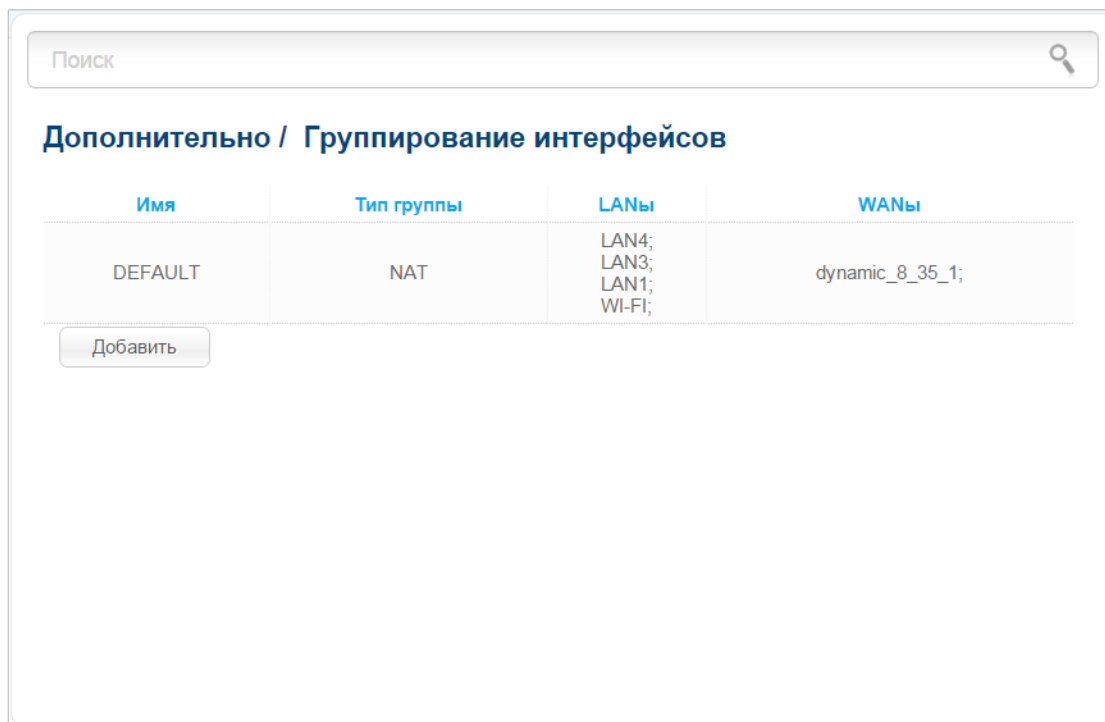 Поиск
Дополнительно / Группирование интерфейсов
Имя Тип группы LANы WANы
DEFAULT NAT LAN4; LAN3; LAN1; WI-FI; dynamic_8_35_1;
Добавить